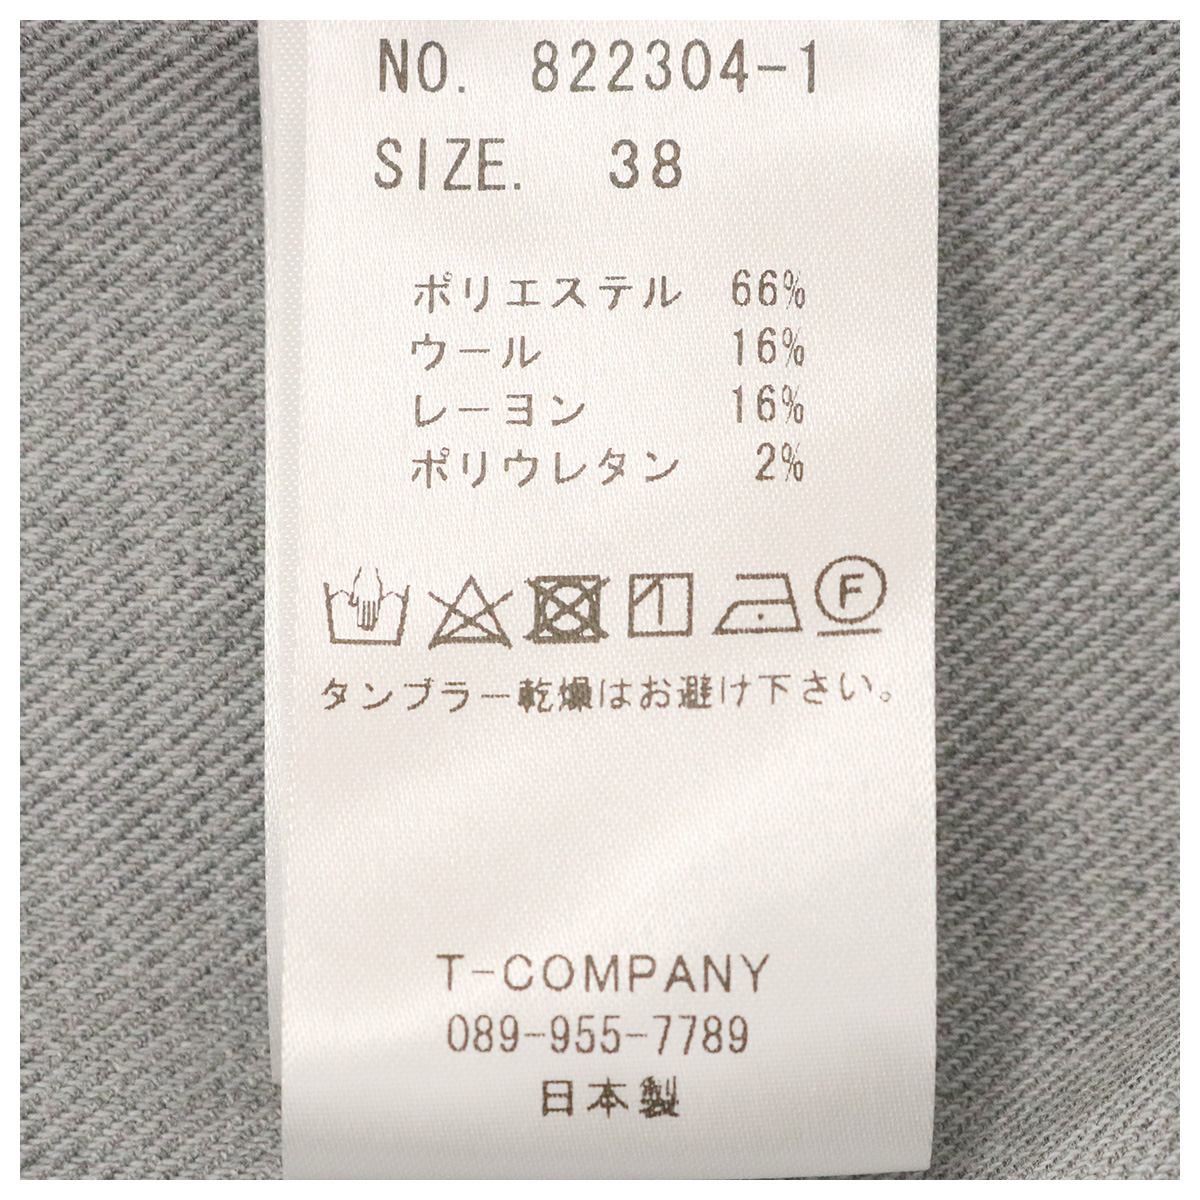 NO. 822304-1
SIZE. 38
ポリエステル 66%
ウール 16%
レーヨン 16%
ポリウレタン 2%
F
タンブラー乾燥はお避け下さい。
T-COMPANY
089-955-7789
日本製